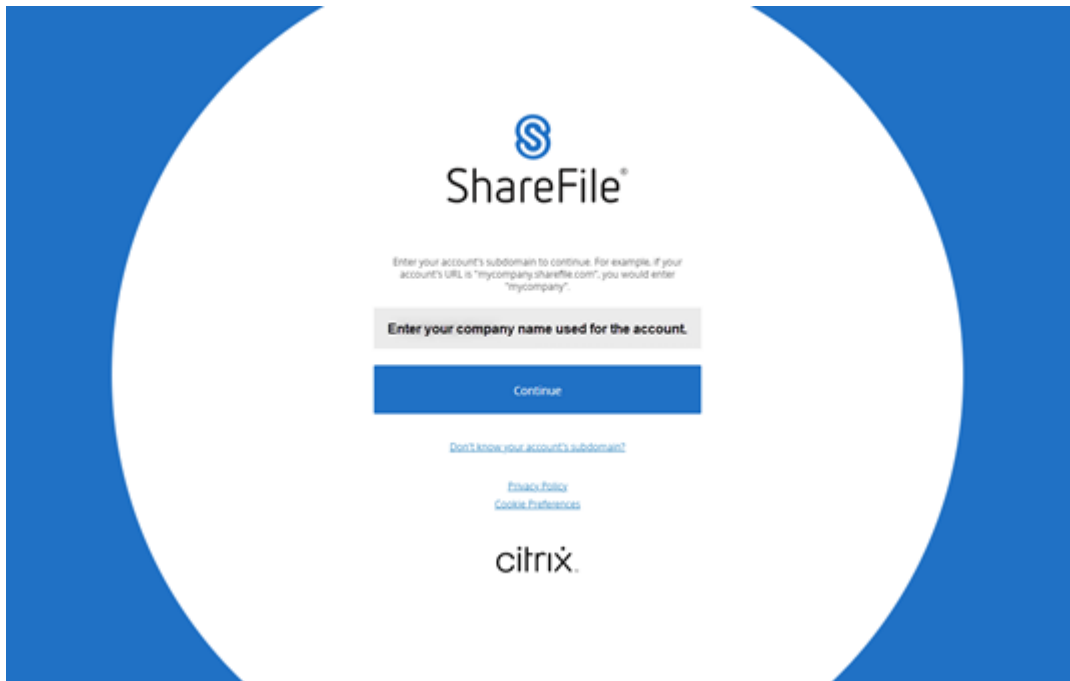 ShareFile®
Enter your account's subdomain to continue. For example, if your
account's URL is "mycompany.sharefile.com", you would enter
"mycompany".
Enter your company name used for the account.
Continue
Don't know your account's subdomain?
Privacy Policy
Cookie Preferences
citrix.